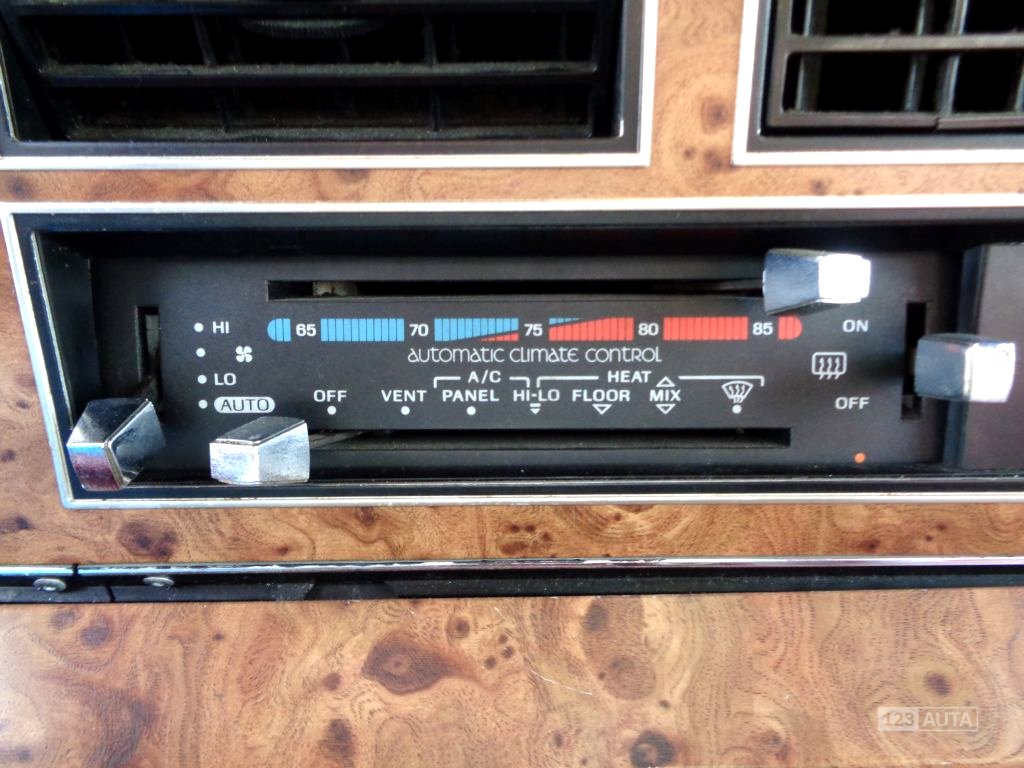 HI
LO
AUTO
65 70 75 80 85
automatic climate control
A/C HEAT
OFF VENT PANEL HI-LO FLOOR MIX
ON
OFF
123 AUTA